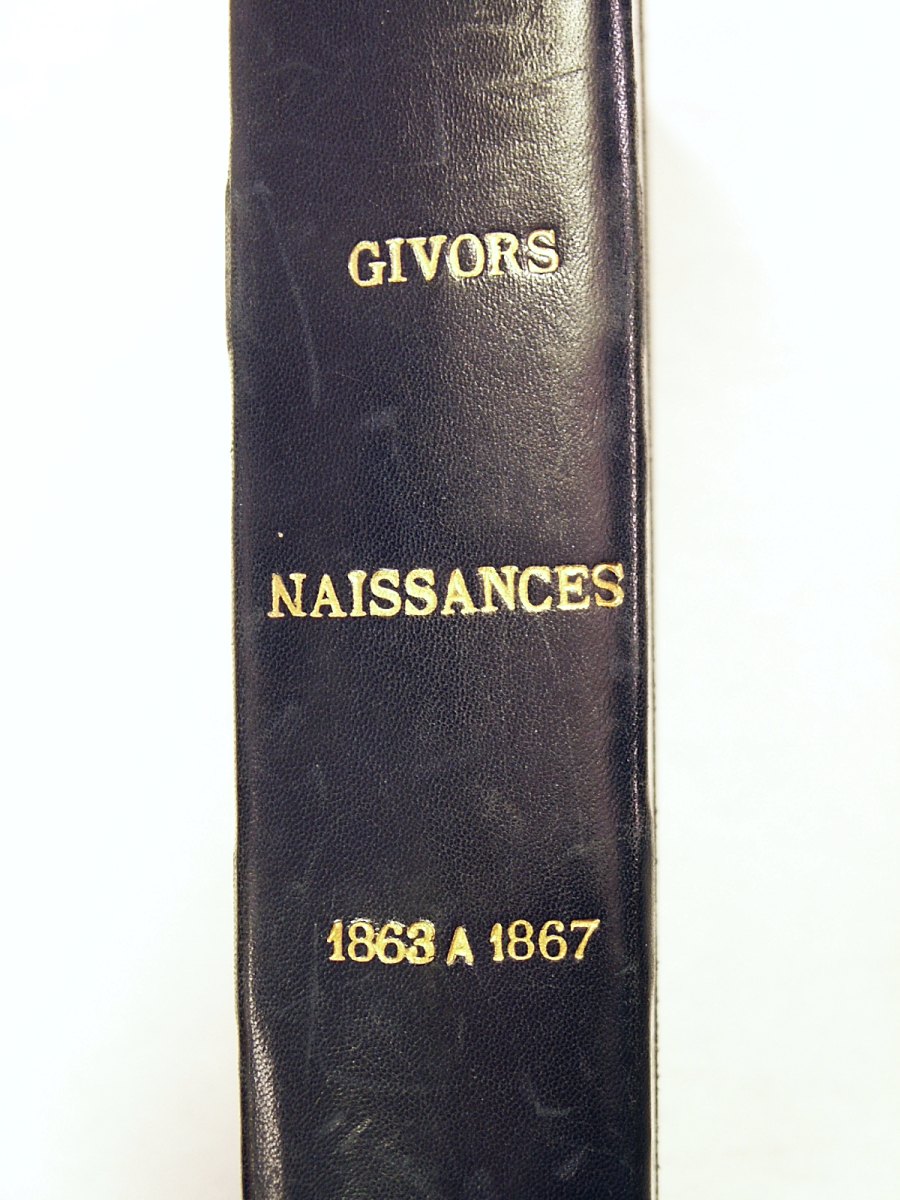 GIVORS
NAISSANCES
1863 A 1867